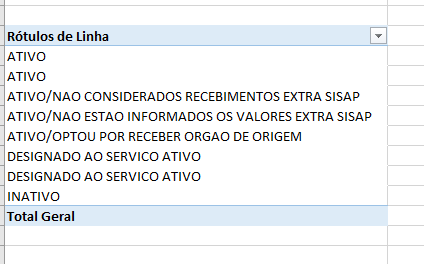 Rótulos de Linha
ATIVO
ATIVO
ATIVO/NAO CONSIDERADOS RECEBIMENTOS EXTRA SISAP
ATIVO/NAO ESTAO INFORMADOS OS VALORES EXTRA SISAP
ATIVO/OPTOU POR RECEBER ORGAO DE ORIGEM
DESIGNADO AO SERVICO ATIVO
DESIGNADO AO SERVICO ATIVO
INATIVO
Total Geral